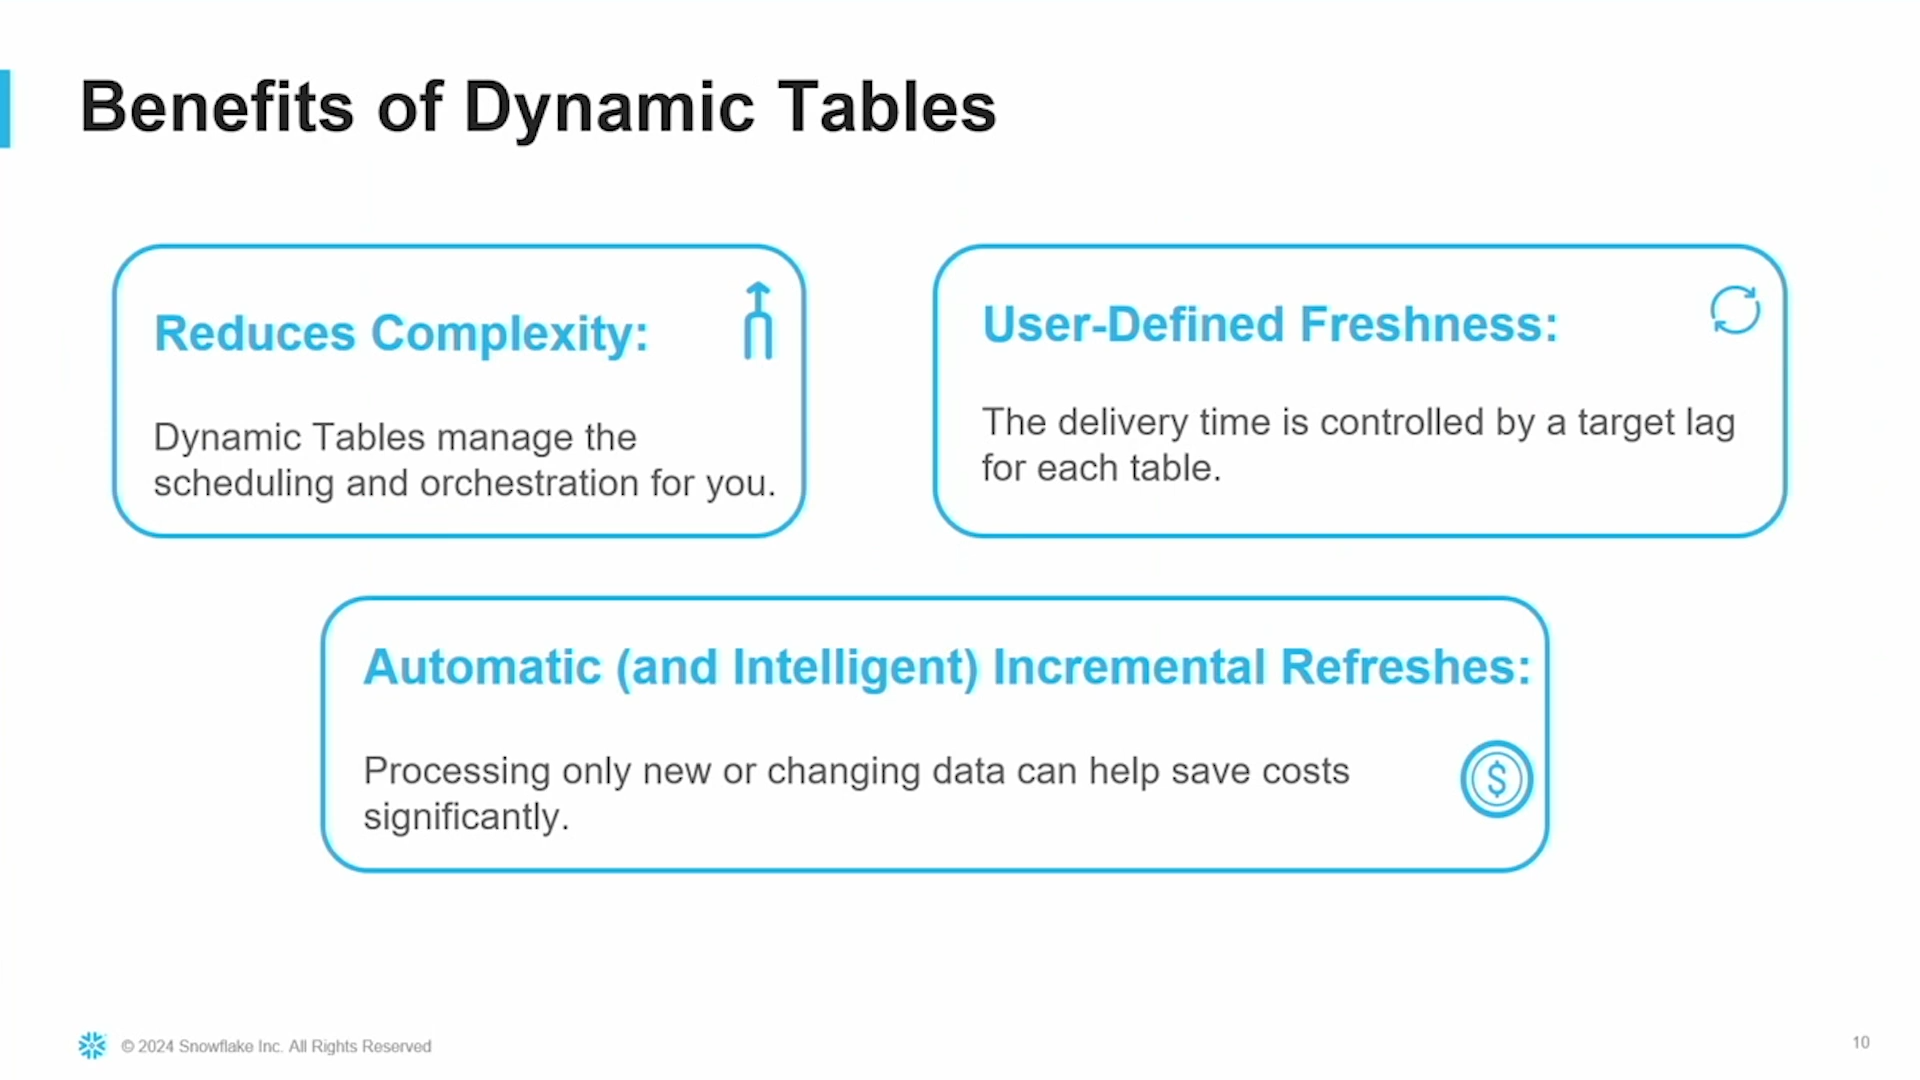 Benefits of Dynamic Tables
Reduces Complexity:
Dynamic Tables manage the
scheduling and orchestration for you.
User-Defined Freshness:
The delivery time is controlled by a target lag
for each table.
Automatic (and Intelligent) Incremental Refreshes:
Processing only new or changing data can help save costs
significantly.
$
© 2024 Snowflake Inc. All Rights Reserved
10